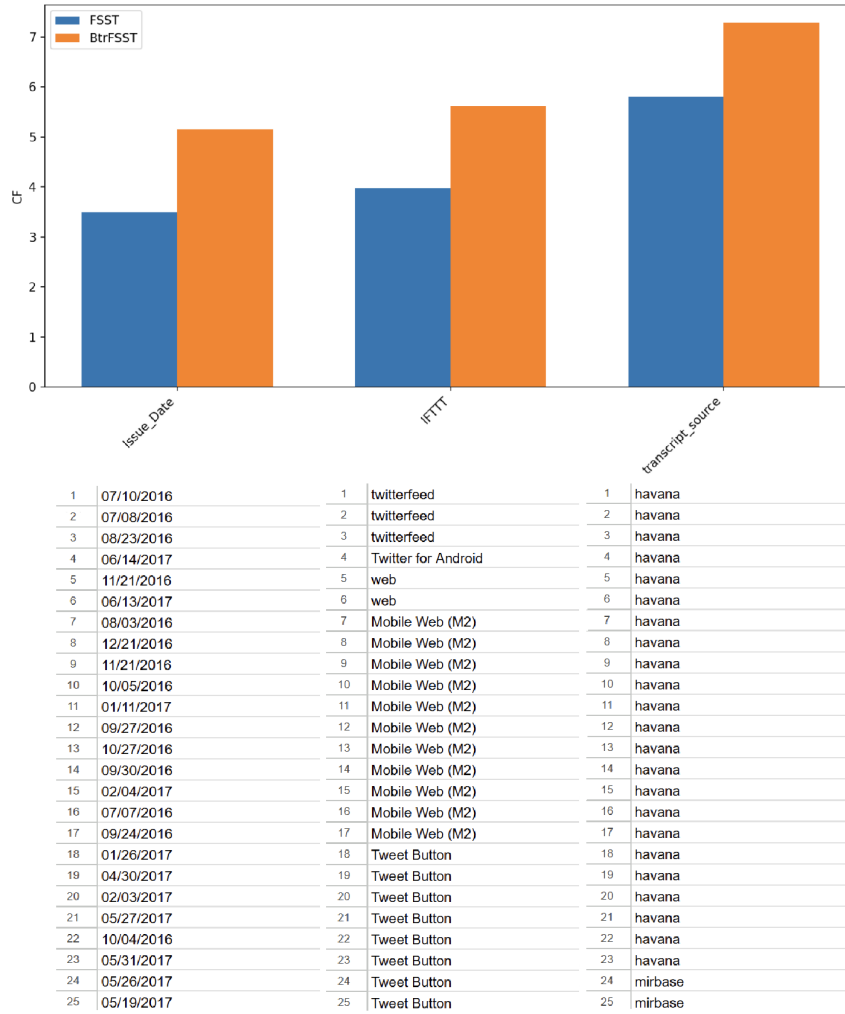 FSST
BtrFSST
CF
7
6
5
4
3
2
1
0
Issue_Date
IFTTT
transcript_source
1 07/10/2016
2 07/08/2016
3 08/23/2016
4 06/14/2017
5 11/21/2016
6 06/13/2017
7 08/03/2016
8 12/21/2016
9 11/21/2016
10 10/05/2016
11 01/11/2017
12 09/27/2016
13 10/27/2016
14 09/30/2016
15 02/04/2017
16 07/07/2016
17 09/24/2016
18 01/26/2017
19 04/30/2017
20 02/03/2017
21 05/27/2017
22 10/04/2016
23 05/31/2017
24 05/26/2017
25 05/19/2017
1 twitterfeed
2 twitterfeed
3 twitterfeed
4 Twitter for Android
5 web
6 web
7 Mobile Web (M2)
8 Mobile Web (M2)
9 Mobile Web (M2)
10 Mobile Web (M2)
11 Mobile Web (M2)
12 Mobile Web (M2)
13 Mobile Web (M2)
14 Mobile Web (M2)
15 Mobile Web (M2)
16 Mobile Web (M2)
17 Mobile Web (M2)
18 Tweet Button
19 Tweet Button
20 Tweet Button
21 Tweet Button
22 Tweet Button
23 Tweet Button
24 Tweet Button
25 Tweet Button
1 havana
2 havana
3 havana
4 havana
5 havana
6 havana
7 havana
8 havana
9 havana
10 havana
11 havana
12 havana
13 havana
14 havana
15 havana
16 havana
17 havana
18 havana
19 havana
20 havana
21 havana
22 havana
23 havana
24 mirbase
25 mirbase